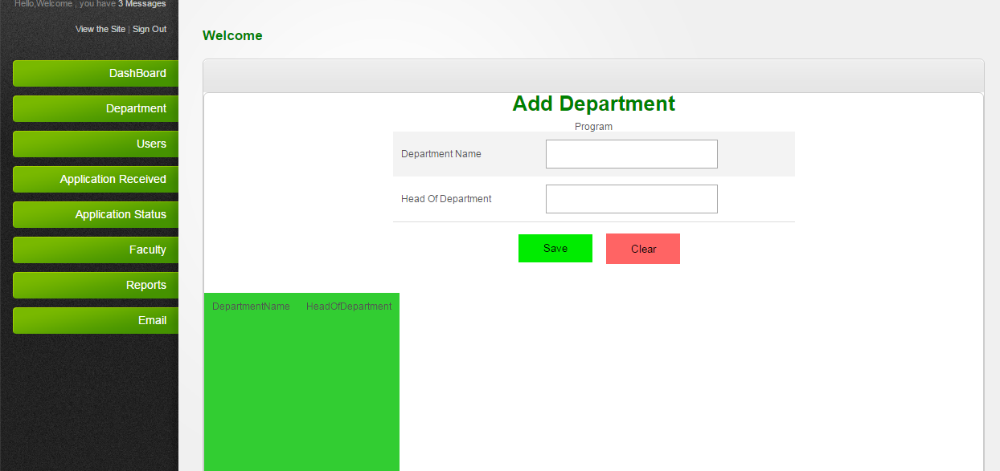 Hello,Welcome , you have 3 Messages
View the Site | Sign Out
DashBoard
Department
Users
Application Received
Application Status
Faculty
Reports
Email
Welcome
Add Department
Program
Department Name
Head Of Department
Save Clear
DepartmentName HeadOfDepartment